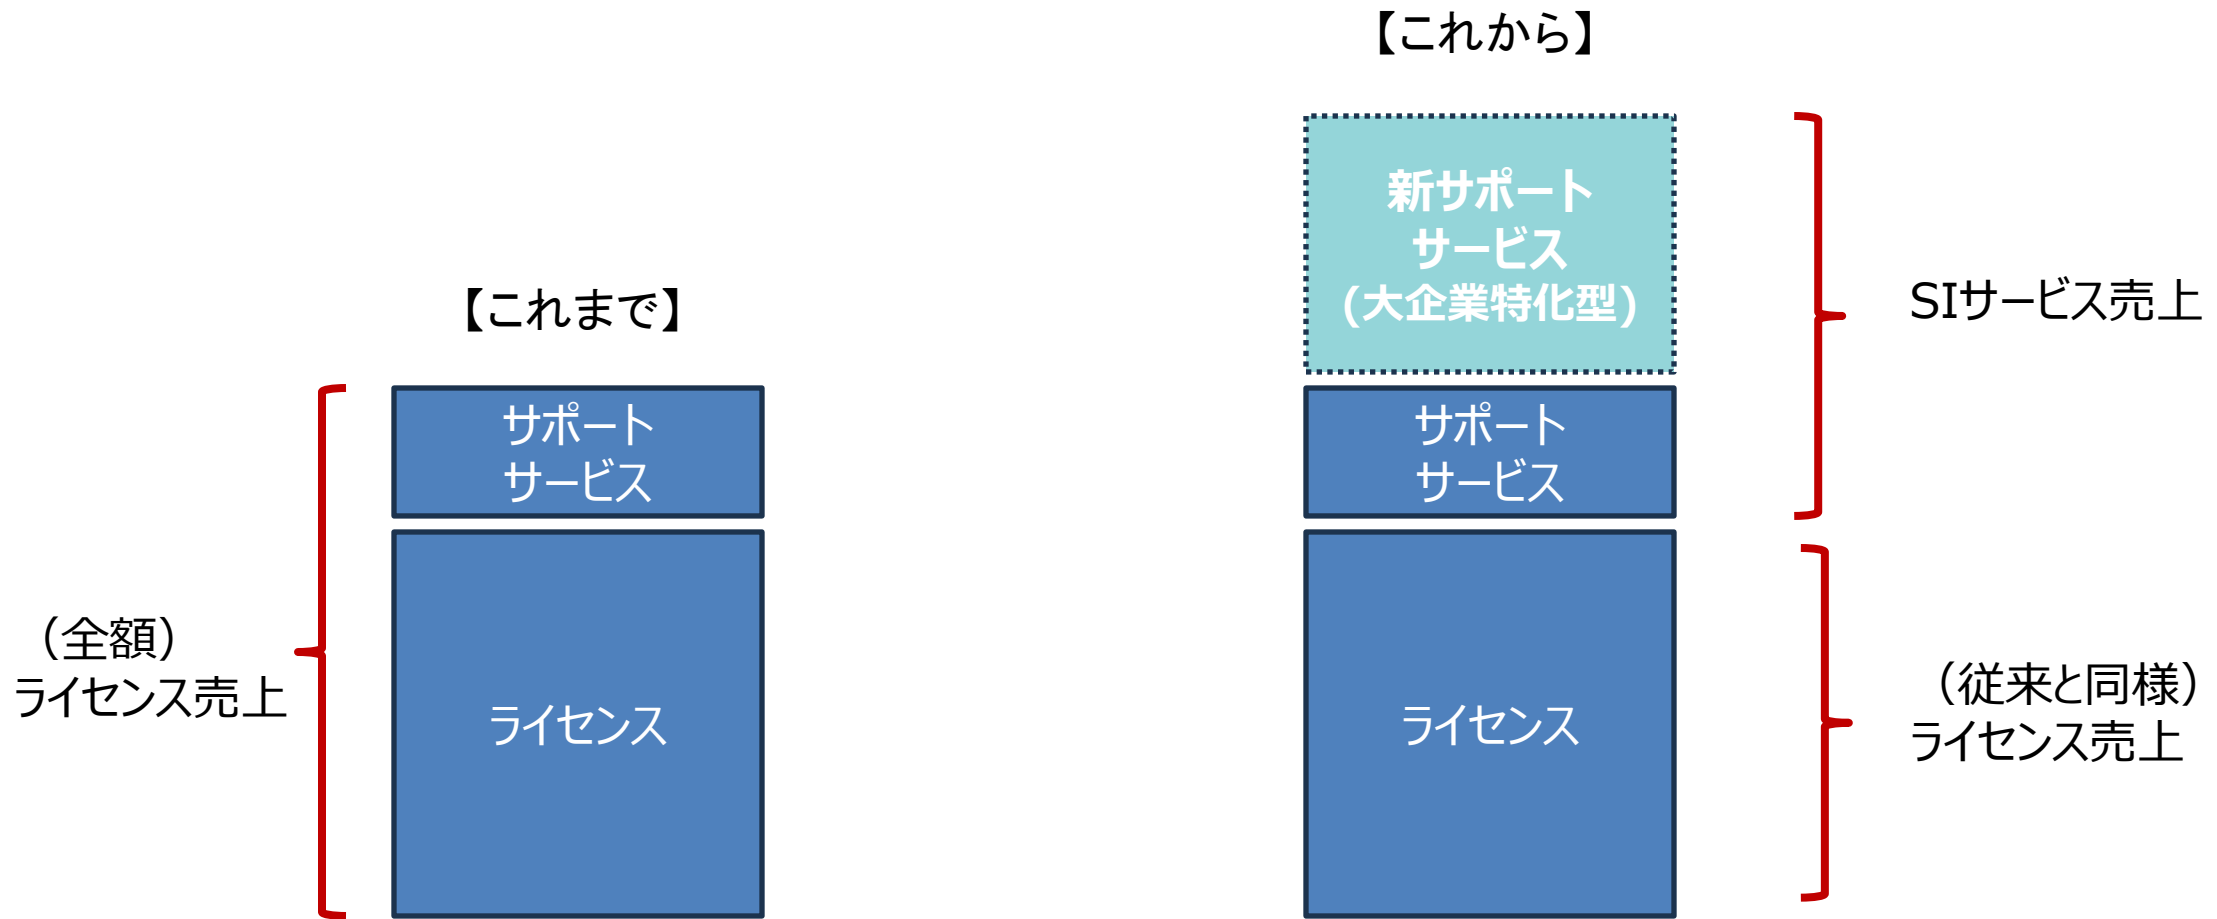 【これまで】
サポート
サービス
ライセンス
（全額）
ライセンス売上
【これから】
新サポート
サービス
(大企業特化型)
サポート
サービス
ライセンス
SIサービス売上
（従来と同様）
ライセンス売上